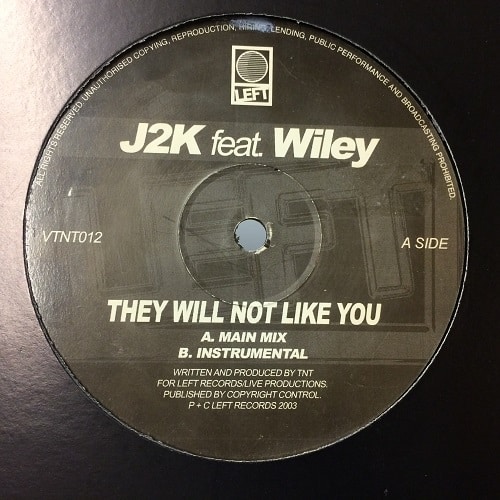 ALL RIGHTS RESERVED. UNAUTHORISED COPYING, REPRODUCTION, HIRING, LENDING, PUBLIC PERFORMANCE AND BROADCASTING PROHIBITED.
LEFT
J2K feat. Wiley
VTNT012
A SIDE
THEY WILL NOT LIKE YOU
A. MAIN MIX
B. INSTRUMENTAL
WRITTEN AND PRODUCED BY TNT
FOR LEFT RECORDS/LIVE PRODUCTIONS.
PUBLISHED BY COPYRIGHT CONTROL.
P + C LEFT RECORDS 2003